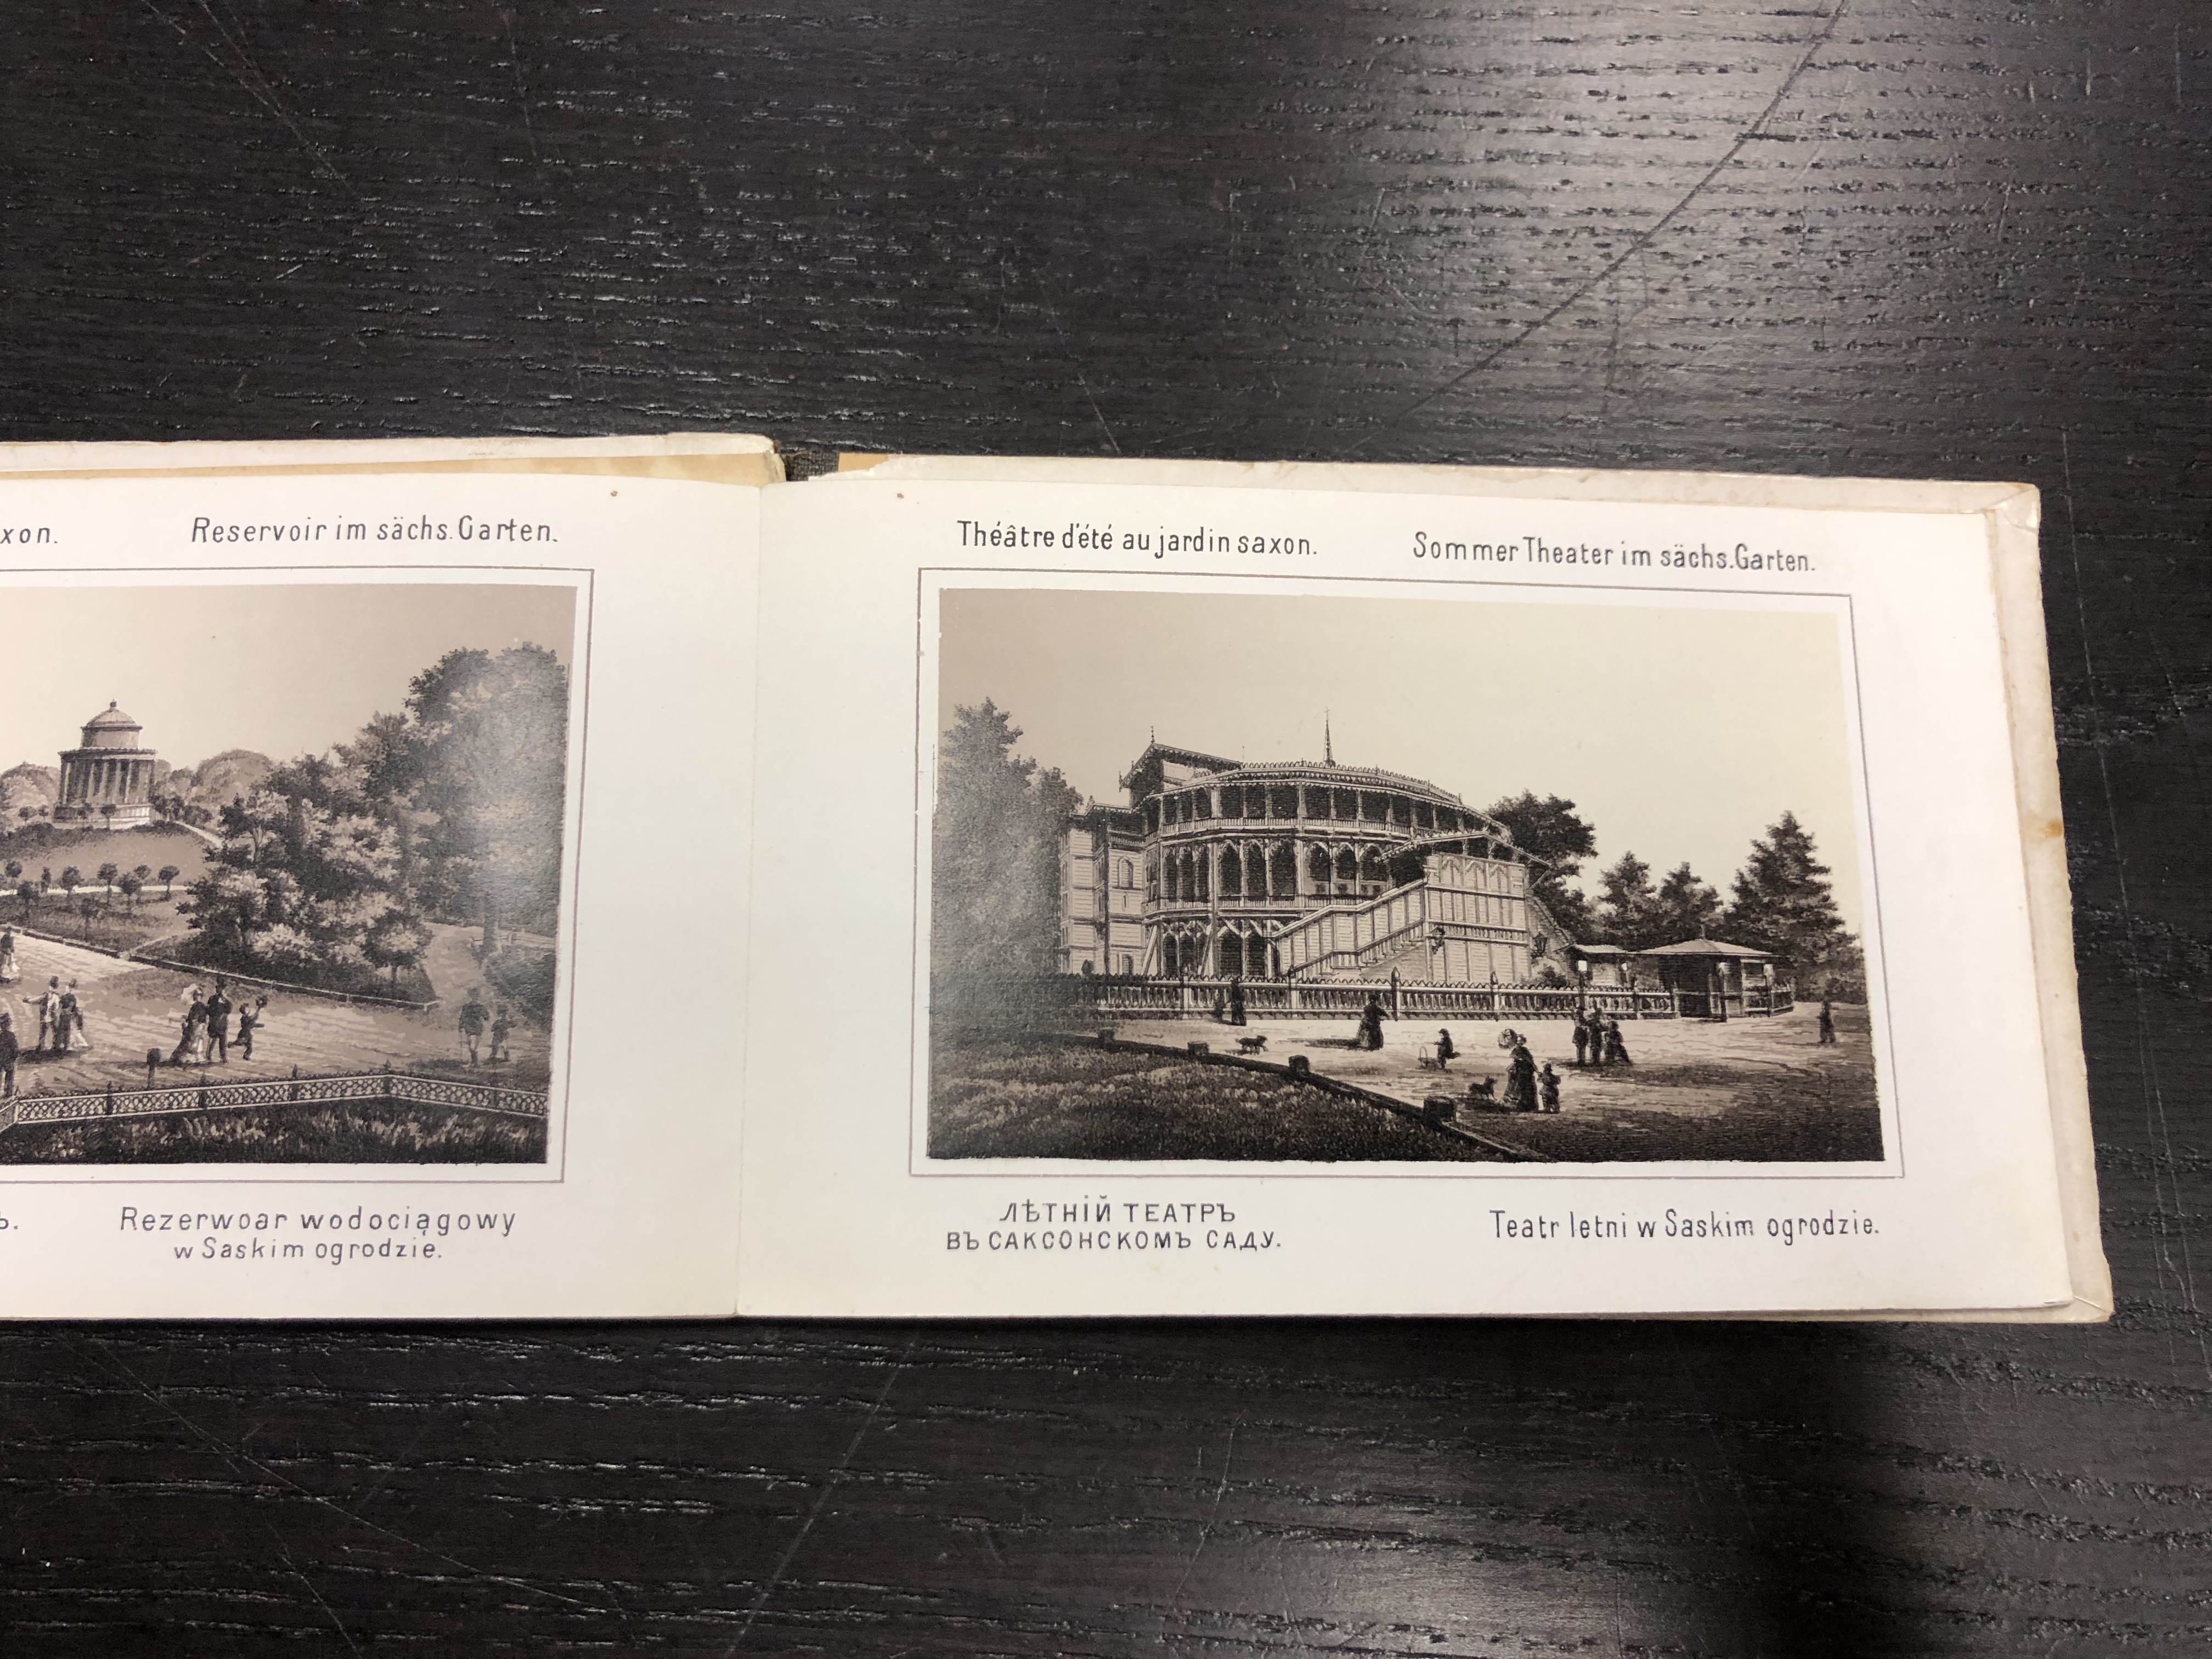 xon.
Reservoir im sächs. Garten.
Rezerwoar wodociągowy
w Saskim ogrodzie.
Théâtre d'été au jardin saxon.
Sommer Theater im sächs. Garten.
ЛѢТНІЙ ТЕАТРЪ
ВЪ САКСОНСКОМЪ САДУ.
Teatr letni w Saskim ogrodzie.